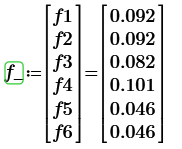 f1 0.092
f2 0.092
f3 0.082
f_ := f4 = 0.101
f5 0.046
f6 0.046